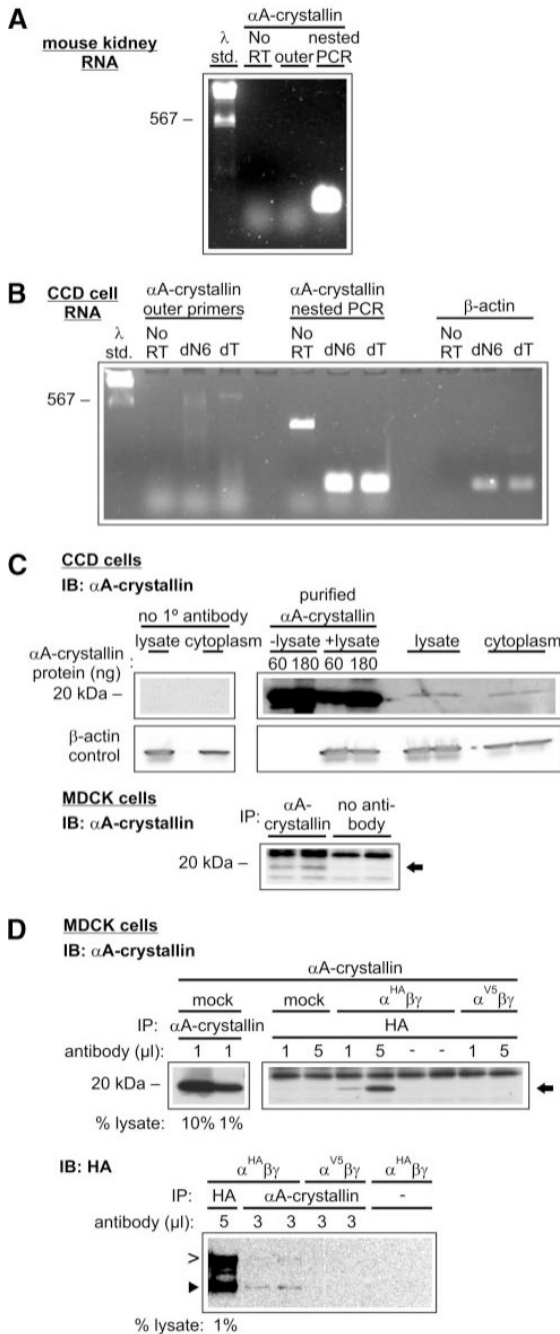 A
mouse kidney
RNA
αA-crystallin
λ std.
No RT
outer
nested PCR
567 –
B
CCD cell
RNA
αA-crystallin
outer primers
αA-crystallin
nested PCR
β-actin
λ std.
No RT
dN6
dT
No RT
dN6
dT
No RT
dN6
dT
567 –
C
CCD cells
IB: αA-crystallin
no 1º antibody
lysate cytoplasm
purified
αA-crystallin
-lysate +lysate
lysate
cytoplasm
αA-crystallin
protein (ng) :
60 180 60 180
20 kDa –
β-actin
control
MDCK cells
IB: αA-crystallin
IP:
αA-
crystallin
no anti-
body
20 kDa –
D
MDCK cells
IB: αA-crystallin
αA-crystallin
mock mock αHAβγ αV5βγ
IP: αA-crystallin HA
antibody (µl): 1 1 1 5 1 5 - - 1 5
20 kDa –
% lysate: 10% 1%
IB: HA
αHAβγ αV5βγ αHAβγ
IP: HA αA-crystallin -
antibody (µl): 5 3 3 3 3
>
% lysate: 1%